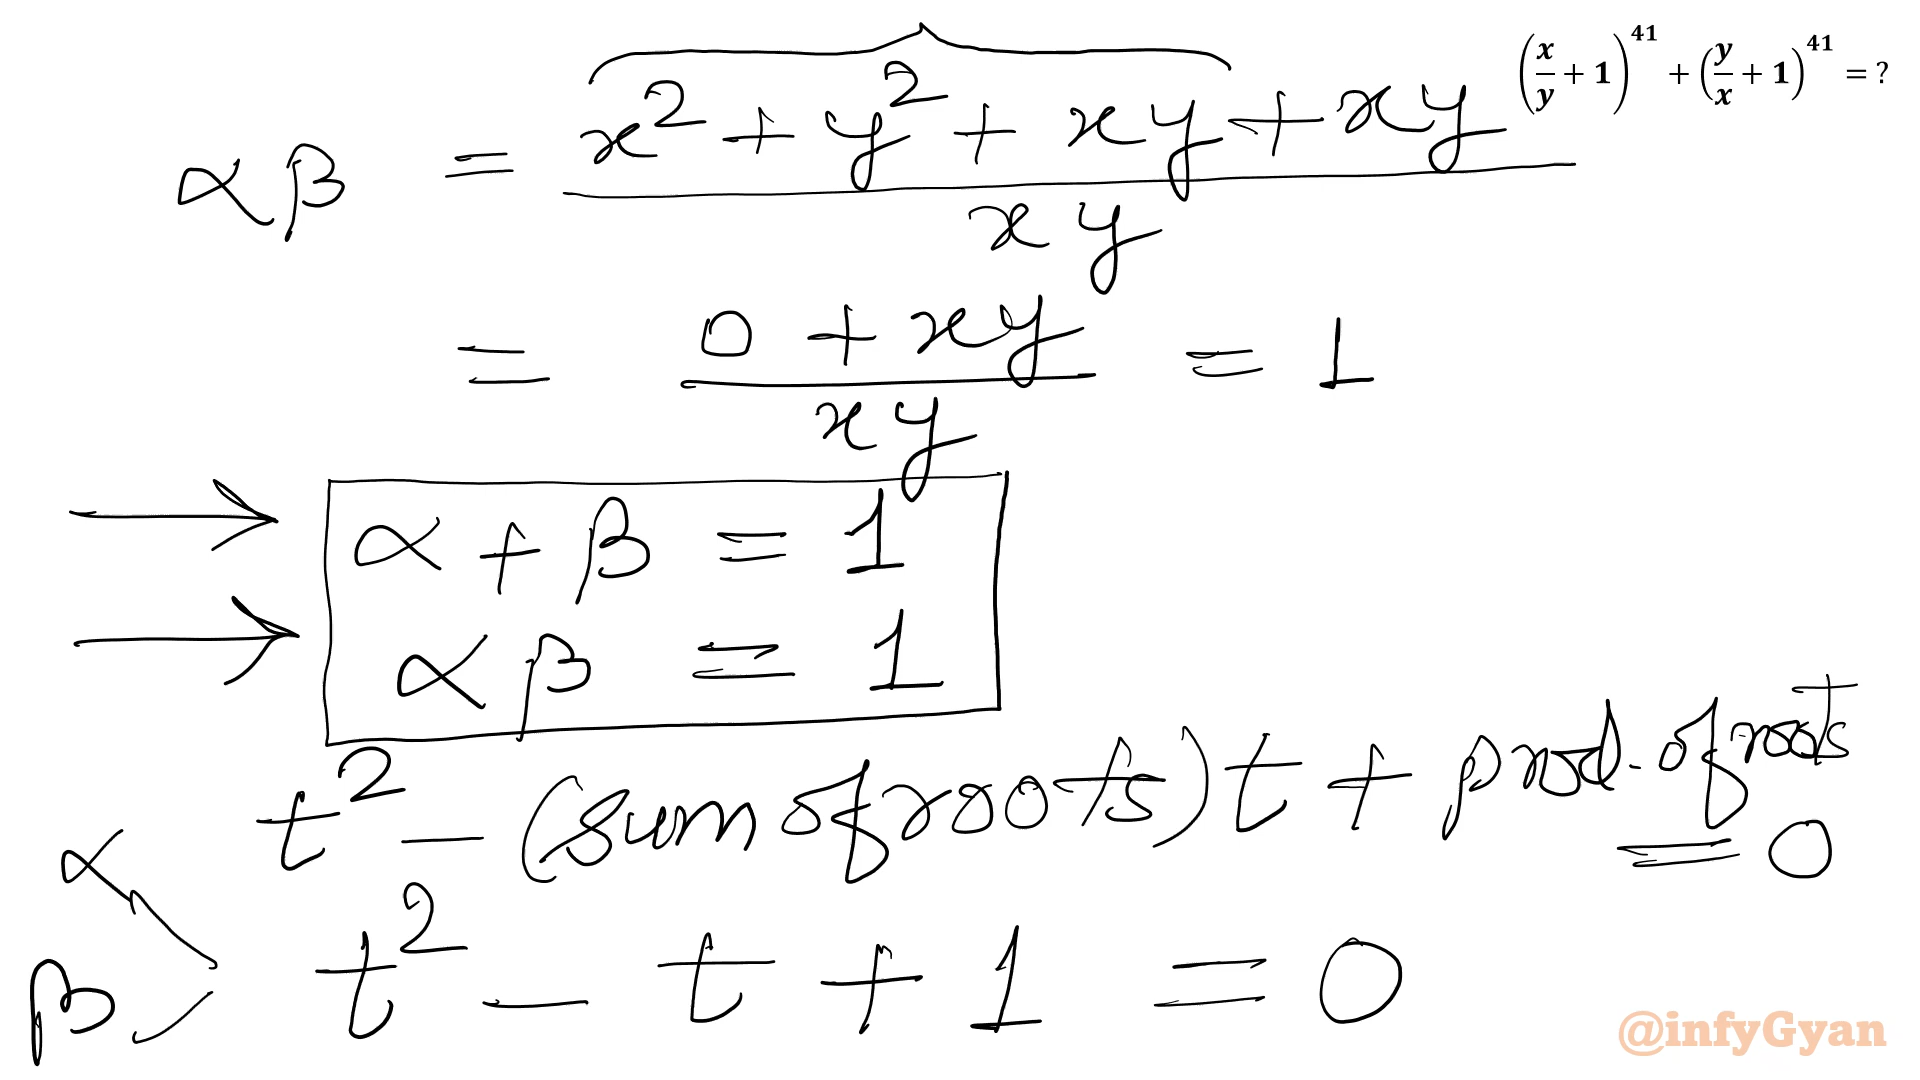 (x/y + 1)^41 + (y/x + 1)^41 = ?
αβ = (x² + y² + xy + xy) / (xy)
= (0 + xy) / (xy) = 1
α + β = 1
αβ = 1
t² - (sum of roots)t + prod. of roots = 0
α
β
t² - t + 1 = 0
@infyGyan